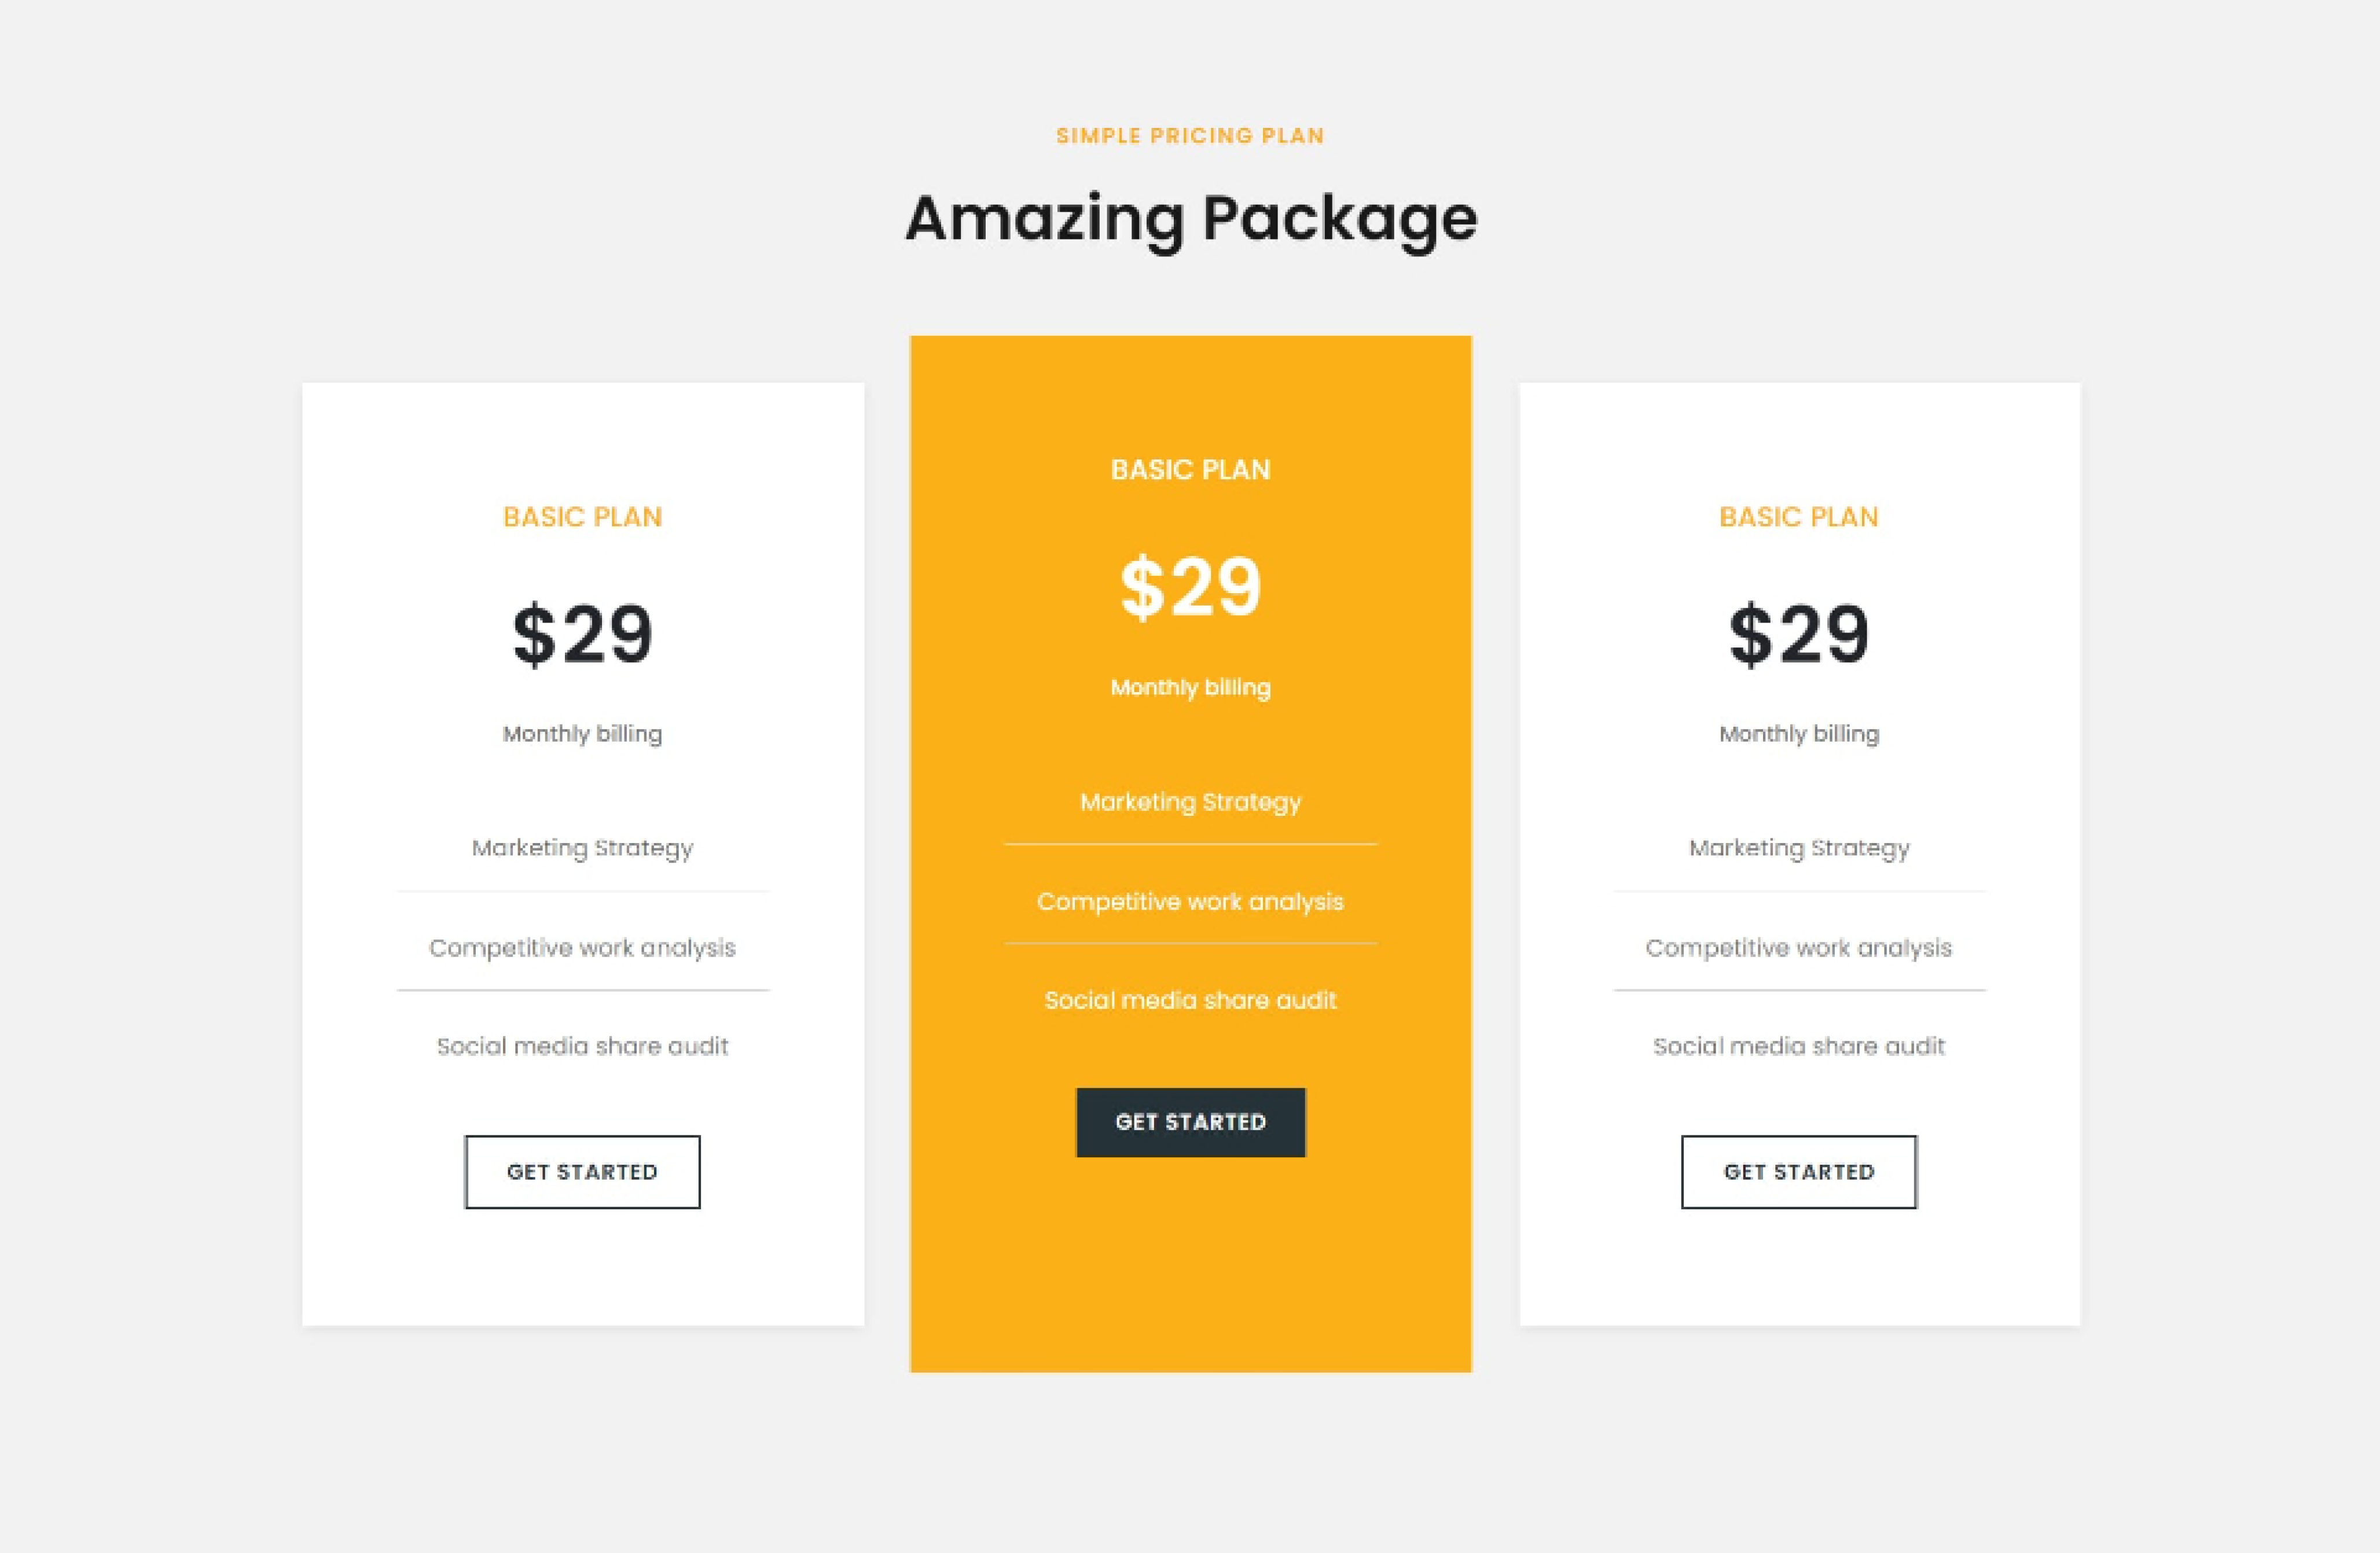 SIMPLE PRICING PLAN
Amazing Package
BASIC PLAN
$29
Monthly billing
Marketing Strategy
Competitive work analysis
Social media share audit
GET STARTED
BASIC PLAN
$29
Monthly billing
Marketing Strategy
Competitive work analysis
Social media share audit
GET STARTED
BASIC PLAN
$29
Monthly billing
Marketing Strategy
Competitive work analysis
Social media share audit
GET STARTED